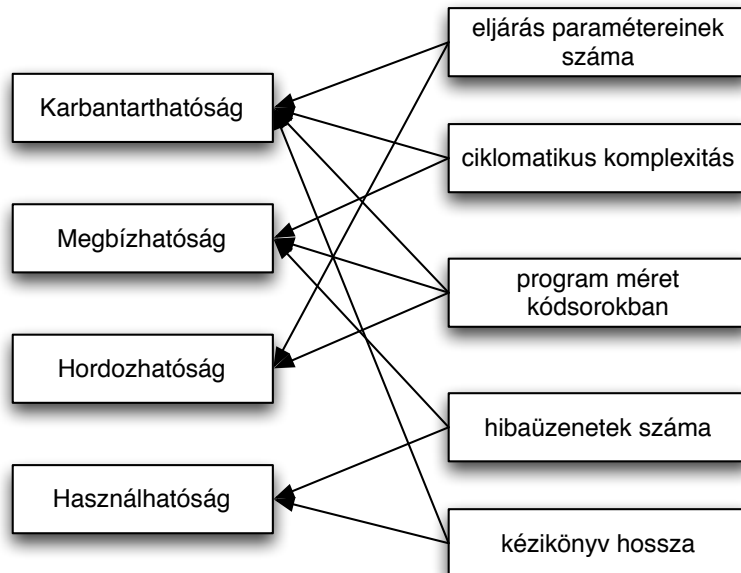 Karbantarthatóság
Megbízhatóság
Hordozhatóság
Használhatóság
eljárás paramétereinek
száma
ciklomatikus komplexitás
program méret
kódsorokban
hibaüzenetek száma
kézikönyv hossza